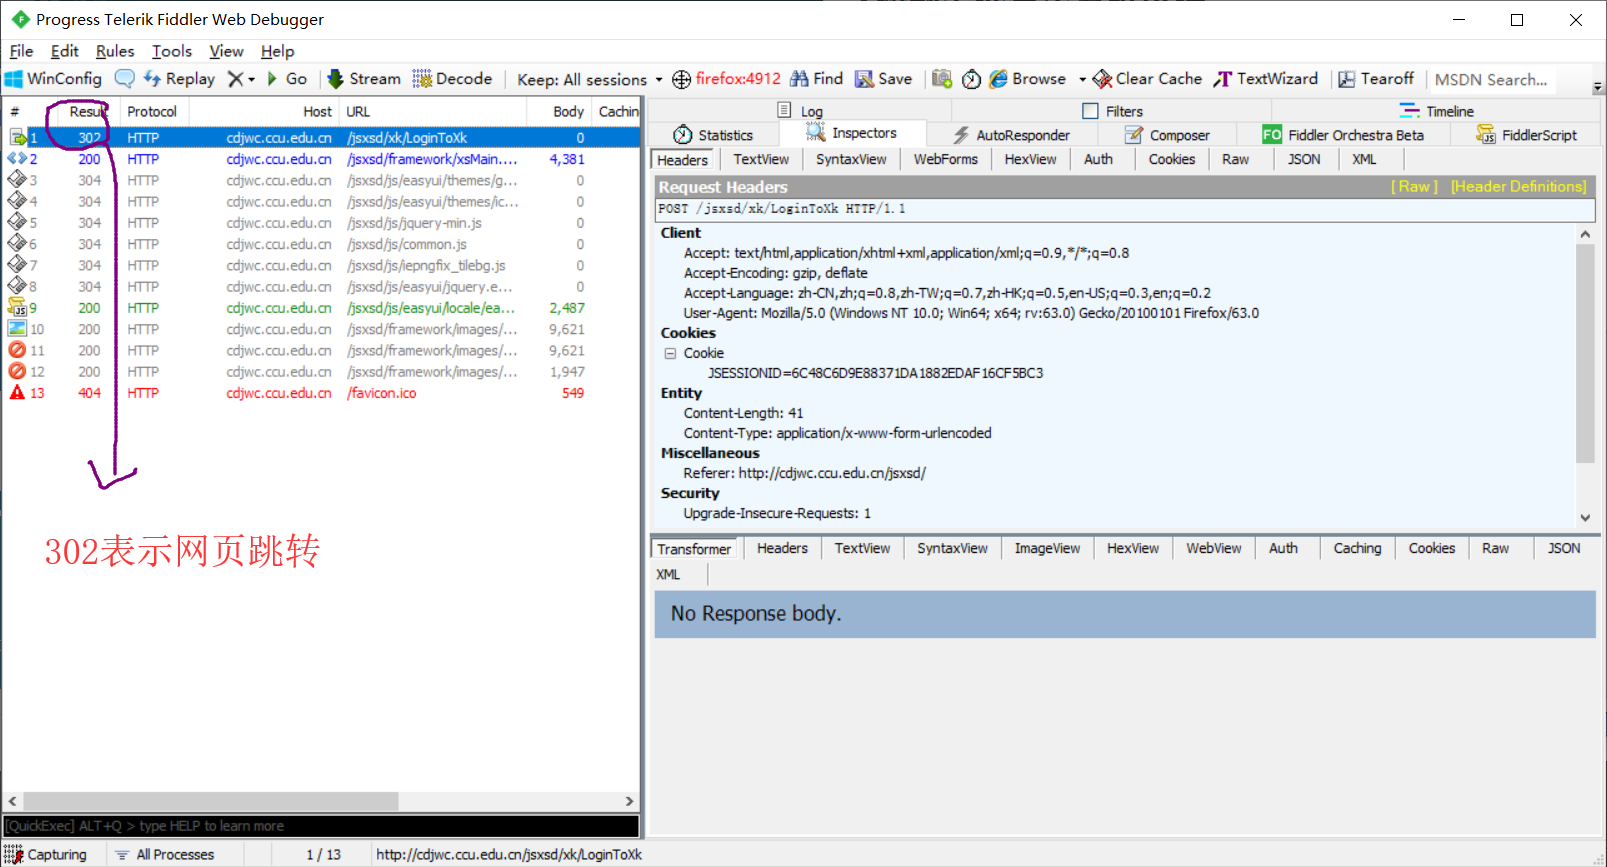 Progress Telerik Fiddler Web Debugger
File Edit Rules Tools View Help
WinConfig Replay Go Stream Decode Keep: All sessions firefox:4912 Find Save Browse Clear Cache TextWizard Tearoff MSDN Search...
# Result Protocol Host URL Body Cachin
1 302 HTTP cdjwc.ccu.edu.cn /jsxsd/xk/LoginToXk 0
2 200 HTTP cdjwc.ccu.edu.cn /jsxsd/framework/xsMain.... 4,381
3 304 HTTP cdjwc.ccu.edu.cn /jsxsd/js/easyui/themes/g... 0
4 304 HTTP cdjwc.ccu.edu.cn /jsxsd/js/easyui/themes/ic... 0
5 304 HTTP cdjwc.ccu.edu.cn /jsxsd/js/jquery-min.js 0
6 304 HTTP cdjwc.ccu.edu.cn /jsxsd/js/common.js 0
7 304 HTTP cdjwc.ccu.edu.cn /jsxsd/js/iepngfix_tilebg.js 0
8 304 HTTP cdjwc.ccu.edu.cn /jsxsd/js/easyui/jquery.e... 0
9 200 HTTP cdjwc.ccu.edu.cn /jsxsd/js/easyui/locale/ea... 2,487
10 200 HTTP cdjwc.ccu.edu.cn /jsxsd/framework/images/... 9,621
11 200 HTTP cdjwc.ccu.edu.cn /jsxsd/framework/images/... 9,621
12 200 HTTP cdjwc.ccu.edu.cn /jsxsd/framework/images/... 1,947
13 404 HTTP cdjwc.ccu.edu.cn /favicon.ico 549
302表示网页跳转
[QuickExec] ALT+Q > type HELP to learn more
Log Filters Timeline
Statistics Inspectors AutoResponder Composer FO Fiddler Orchestra Beta FiddlerScript
Headers TextView SyntaxView WebForms HexView Auth Cookies Raw JSON XML
Request Headers [ Raw ] [Header Definitions]
POST /jsxsd/xk/LoginToXk HTTP/1.1
Client
Accept: text/html,application/xhtml+xml,application/xml;q=0.9,*/*;q=0.8
Accept-Encoding: gzip, deflate
Accept-Language: zh-CN,zh;q=0.8,zh-TW;q=0.7,zh-HK;q=0.5,en-US;q=0.3,en;q=0.2
User-Agent: Mozilla/5.0 (Windows NT 10.0; Win64; x64; rv:63.0) Gecko/20100101 Firefox/63.0
Cookies
Cookie
JSESSIONID=6C48C6D9E88371DA1882EDAF16CF5BC3
Entity
Content-Length: 41
Content-Type: application/x-www-form-urlencoded
Miscellaneous
Referer: http://cdjwc.ccu.edu.cn/jsxsd/
Security
Upgrade-Insecure-Requests: 1
Transformer Headers TextView SyntaxView ImageView HexView WebView Auth Caching Cookies Raw JSON
XML
No Response body.
Capturing All Processes 1 / 13 http://cdjwc.ccu.edu.cn/jsxsd/xk/LoginToXk